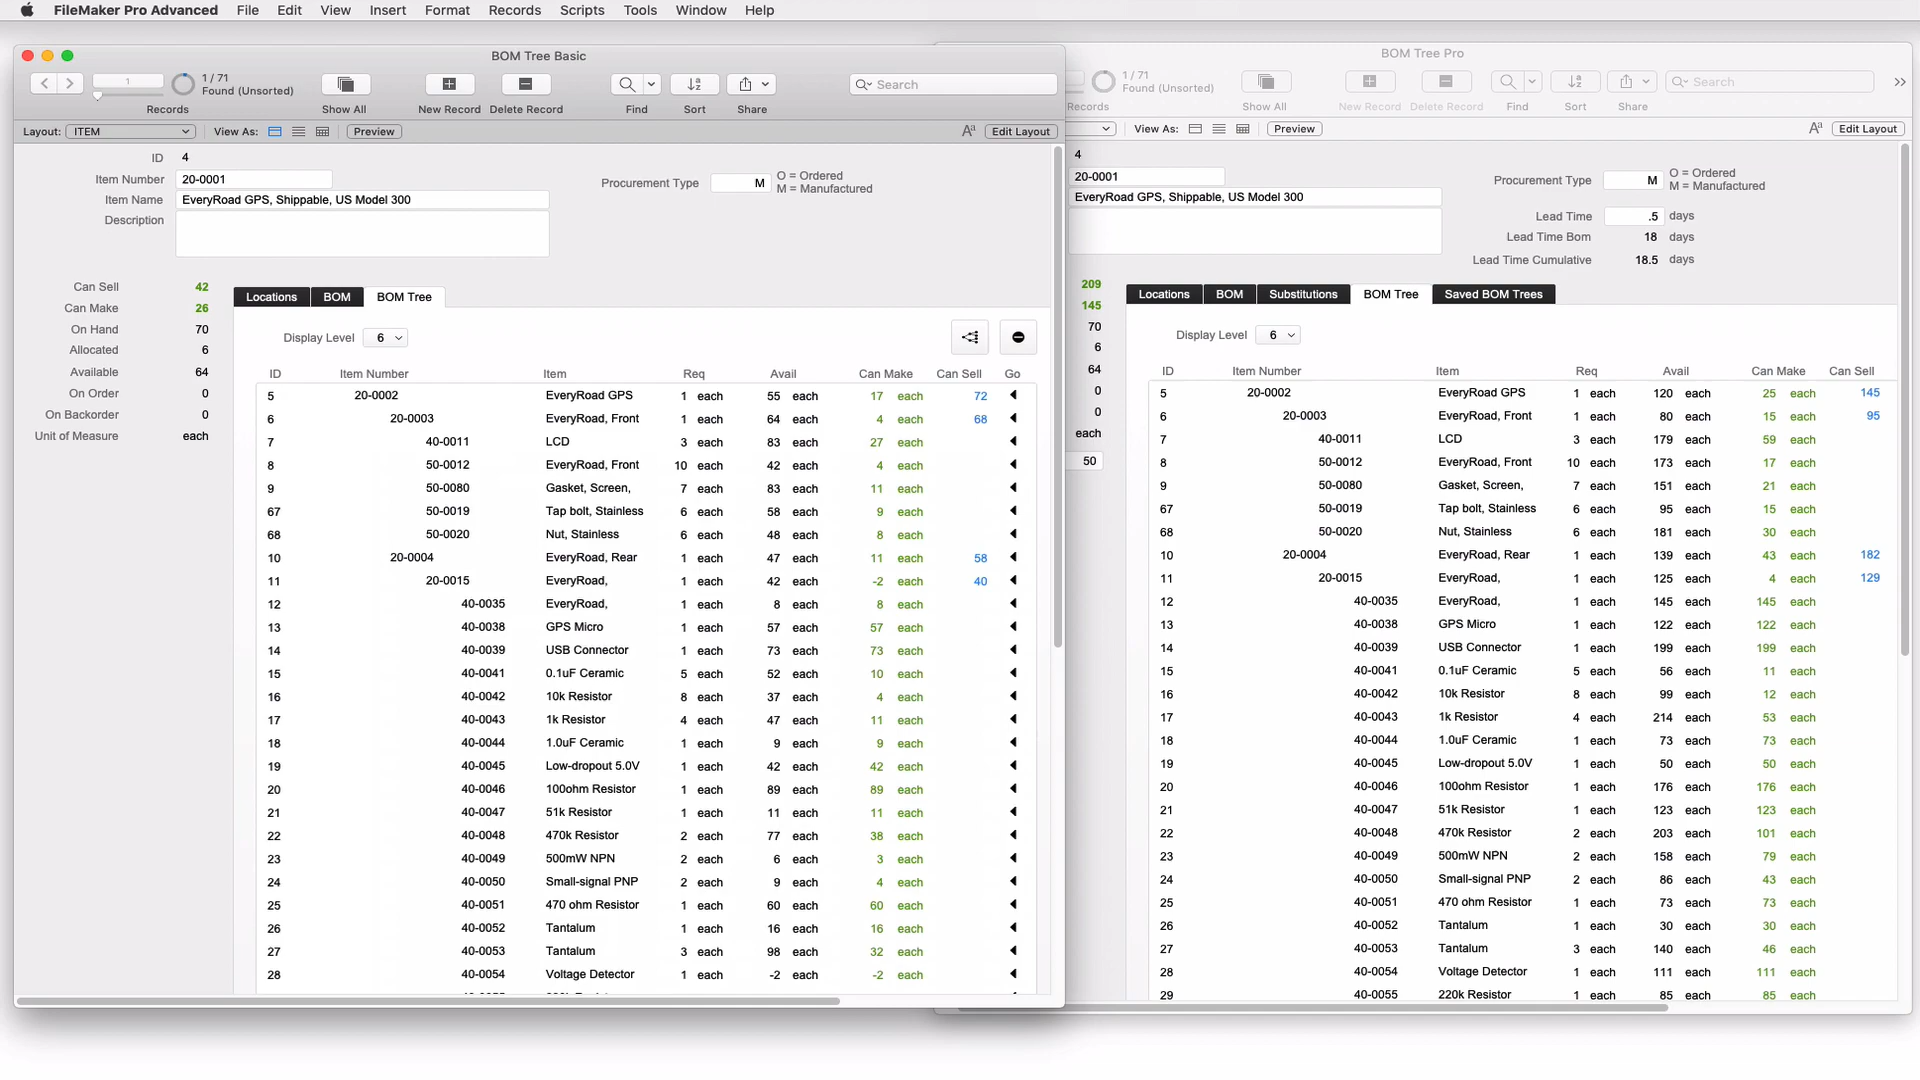 FileMaker Pro Advanced File Edit View Insert Format Records Scripts Tools Window Help
BOM Tree Basic
1
1 / 71
Found (Unsorted)
Records
Show All
New Record
Delete Record
Find
Sort
Share
Search
Layout: ITEM View As: Preview Aa Edit Layout
ID 4
Item Number 20-0001
Item Name EveryRoad GPS, Shippable, US Model 300
Description
Procurement Type M
O = Ordered
M = Manufactured
Can Sell 42
Can Make 26
On Hand 70
Allocated 6
Available 64
On Order 0
On Backorder 0
Unit of Measure each
Locations BOM BOM Tree
Display Level 6
ID Item Number Item Req Avail Can Make Can Sell Go
5 20-0002 EveryRoad GPS 1 each 55 each 17 each 72
6 20-0003 EveryRoad, Front 1 each 64 each 4 each 68
7 40-0011 LCD 3 each 83 each 27 each
8 50-0012 EveryRoad, Front 10 each 42 each 4 each
9 50-0080 Gasket, Screen, 7 each 83 each 11 each
67 50-0019 Tap bolt, Stainless 6 each 58 each 9 each
68 50-0020 Nut, Stainless 6 each 48 each 8 each
10 20-0004 EveryRoad, Rear 1 each 47 each 11 each 58
11 20-0015 EveryRoad, 1 each 42 each -2 each 40
12 40-0035 EveryRoad, 1 each 8 each 8 each
13 40-0038 GPS Micro 1 each 57 each 57 each
14 40-0039 USB Connector 1 each 73 each 73 each
15 40-0041 0.1uF Ceramic 5 each 52 each 10 each
16 40-0042 10k Resistor 8 each 37 each 4 each
17 40-0043 1k Resistor 4 each 47 each 11 each
18 40-0044 1.0uF Ceramic 1 each 9 each 9 each
19 40-0045 Low-dropout 5.0V 1 each 42 each 42 each
20 40-0046 100ohm Resistor 1 each 89 each 89 each
21 40-0047 51k Resistor 1 each 11 each 11 each
22 40-0048 470k Resistor 2 each 77 each 38 each
23 40-0049 500mW NPN 2 each 6 each 3 each
24 40-0050 Small-signal PNP 2 each 9 each 4 each
25 40-0051 470 ohm Resistor 1 each 60 each 60 each
26 40-0052 Tantalum 1 each 16 each 16 each
27 40-0053 Tantalum 3 each 98 each 32 each
28 40-0054 Voltage Detector 1 each -2 each -2 each
BOM Tree Pro
1 / 71
Found (Unsorted)
Records
Show All
New Record
Delete Record
Find
Sort
Share
Search
View As: Preview Aa Edit Layout
4
20-0001
EveryRoad GPS, Shippable, US Model 300
Procurement Type M
O = Ordered
M = Manufactured
Lead Time .5 days
Lead Time Bom 18 days
Lead Time Cumulative 18.5 days
209
145
70
6
64
0
0
each
50
Locations BOM Substitutions BOM Tree Saved BOM Trees
Display Level 6
ID Item Number Item Req Avail Can Make Can Sell
5 20-0002 EveryRoad GPS 1 each 120 each 25 each 145
6 20-0003 EveryRoad, Front 1 each 80 each 15 each 95
7 40-0011 LCD 3 each 179 each 59 each
8 50-0012 EveryRoad, Front 10 each 173 each 17 each
9 50-0080 Gasket, Screen, 7 each 151 each 21 each
67 50-0019 Tap bolt, Stainless 6 each 95 each 15 each
68 50-0020 Nut, Stainless 6 each 181 each 30 each
10 20-0004 EveryRoad, Rear 1 each 139 each 43 each 182
11 20-0015 EveryRoad, 1 each 125 each 4 each 129
12 40-0035 EveryRoad, 1 each 145 each 145 each
13 40-0038 GPS Micro 1 each 122 each 122 each
14 40-0039 USB Connector 1 each 199 each 199 each
15 40-0041 0.1uF Ceramic 5 each 56 each 11 each
16 40-0042 10k Resistor 8 each 99 each 12 each
17 40-0043 1k Resistor 4 each 214 each 53 each
18 40-0044 1.0uF Ceramic 1 each 73 each 73 each
19 40-0045 Low-dropout 5.0V 1 each 50 each 50 each
20 40-0046 100ohm Resistor 1 each 176 each 176 each
21 40-0047 51k Resistor 1 each 123 each 123 each
22 40-0048 470k Resistor 2 each 203 each 101 each
23 40-0049 500mW NPN 2 each 158 each 79 each
24 40-0050 Small-signal PNP 2 each 86 each 43 each
25 40-0051 470 ohm Resistor 1 each 73 each 73 each
26 40-0052 Tantalum 1 each 30 each 30 each
27 40-0053 Tantalum 3 each 140 each 46 each
28 40-0054 Voltage Detector 1 each 111 each 111 each
29 40-0055 220k Resistor 1 each 85 each 85 each